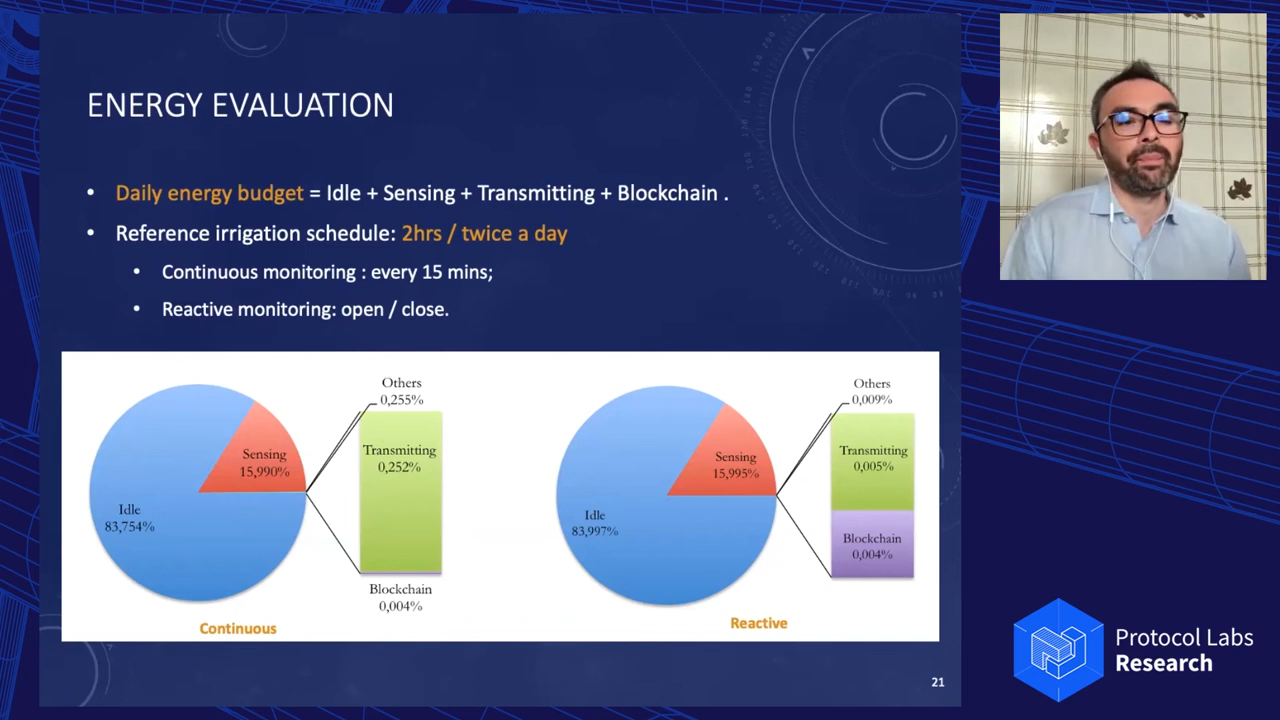 ENERGY EVALUATION
• Daily energy budget = Idle + Sensing + Transmitting + Blockchain .
• Reference irrigation schedule: 2hrs / twice a day
• Continuous monitoring : every 15 mins;
• Reactive monitoring: open / close.
Others
0,255%
Transmitting
0,252%
Sensing
15,990%
Idle
83,754%
Blockchain
0,004%
Continuous
Others
0,009%
Transmitting
0,005%
Sensing
15,995%
Idle
83,997%
Blockchain
0,004%
Reactive
21
Protocol Labs
Research